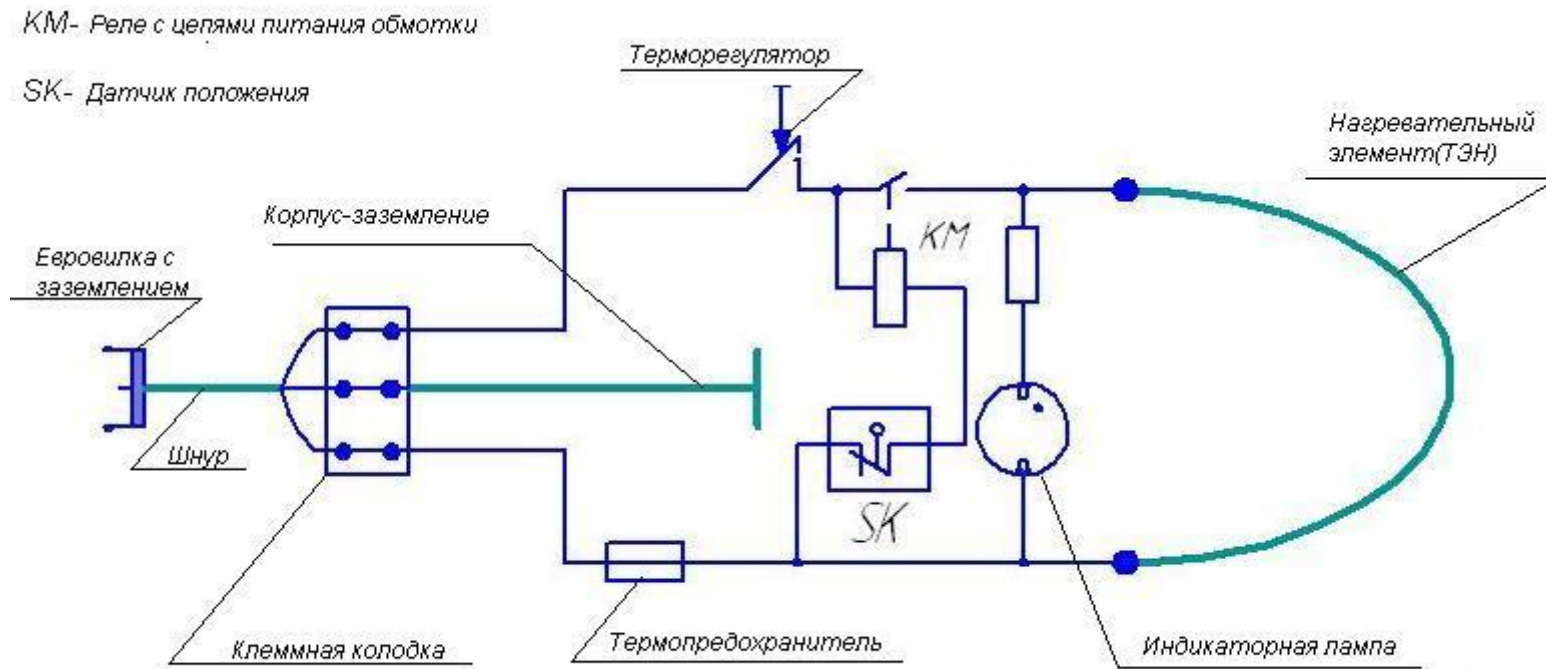 KM- Реле с цепями питания обмотки
SK- Датчик положения
Терморегулятор
Нагревательный
элемент(ТЭН)
Корпус-заземление
Евровилка с
заземлением
KM
Шнур
SK
Клеммная колодка
Термопредохранитель
Индикаторная лампа